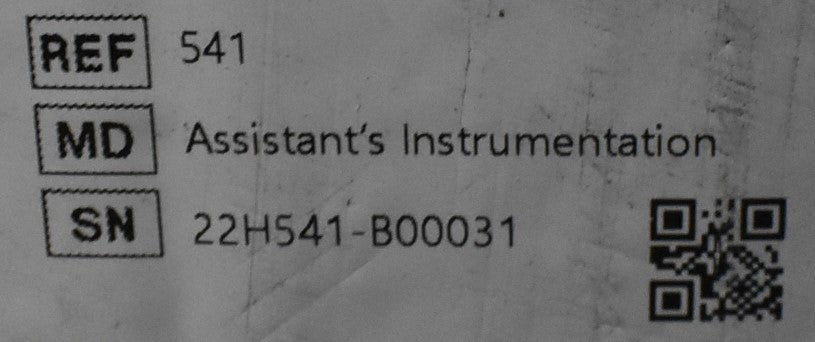 REF 541
MD Assistant's Instrumentation
SN 22H541-B00031